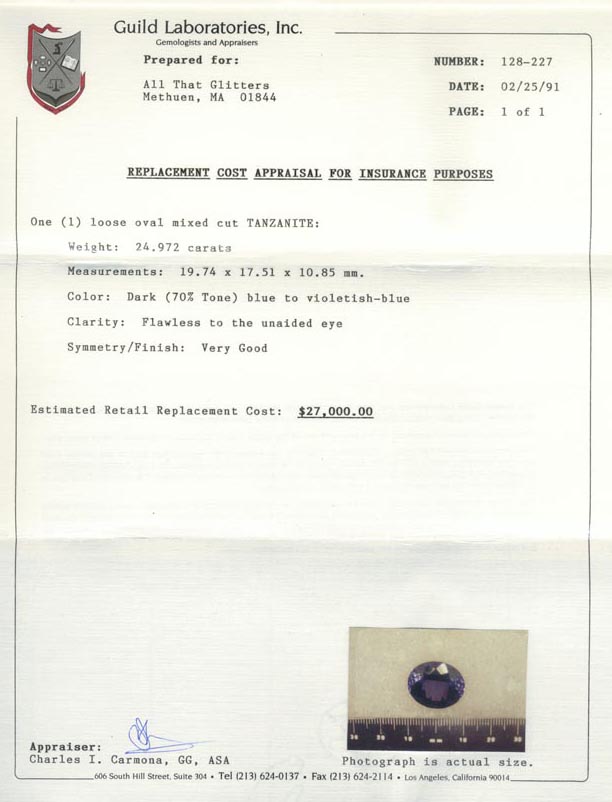 Guild Laboratories, Inc.
Gemologists and Appraisers
Prepared for:
All That Glitters
Methuen, MA 01844
NUMBER: 128-227
DATE: 02/25/91
PAGE: 1 of 1
REPLACEMENT COST APPRAISAL FOR INSURANCE PURPOSES
One (1) loose oval mixed cut TANZANITE:
Weight: 24.972 carats
Measurements: 19.74 x 17.51 x 10.85 mm.
Color: Dark (70% Tone) blue to violetish-blue
Clarity: Flawless to the unaided eye
Symmetry/Finish: Very Good
Estimated Retail Replacement Cost: $27,000.00
Appraiser:
Charles I. Carmona, GG, ASA
Photograph is actual size.
606 South Hill Street, Suite 304 • Tel (213) 624-0137 • Fax (213) 624-2114 • Los Angeles, California 90014